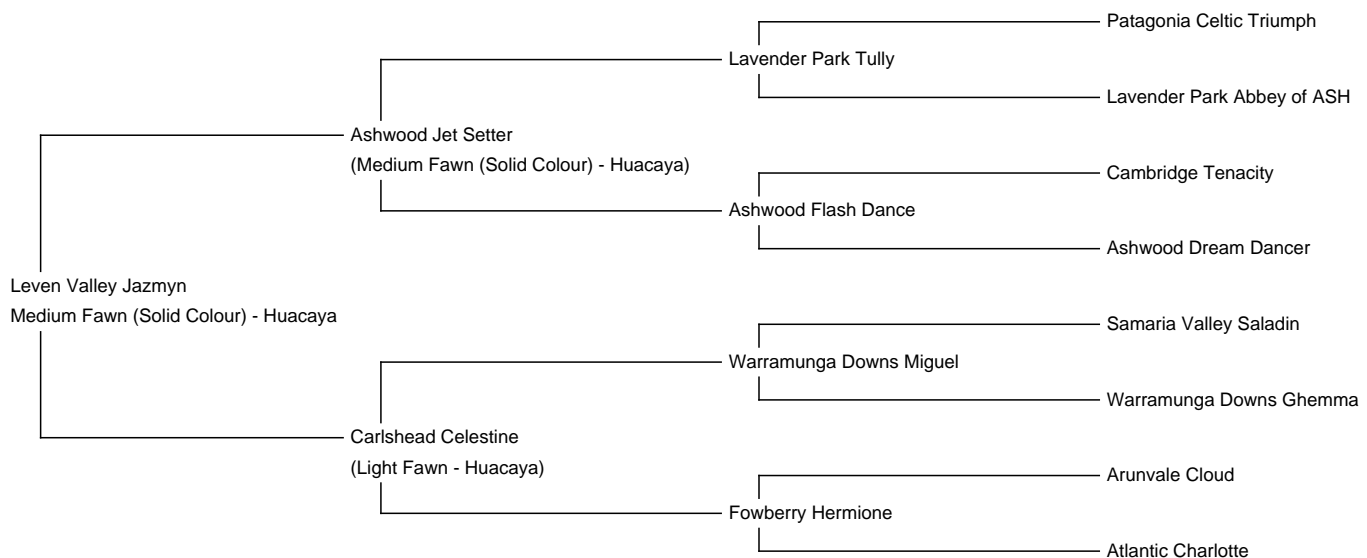 Patagonia Celtic Triumph
Lavender Park Tully
Lavender Park Abbey of ASH
Ashwood Jet Setter
(Medium Fawn (Solid Colour) - Huacaya)
Cambridge Tenacity
Ashwood Flash Dance
Ashwood Dream Dancer
Leven Valley Jazmyn
Medium Fawn (Solid Colour) - Huacaya
Samaria Valley Saladin
Warramunga Downs Miguel
Warramunga Downs Ghemma
Carlshead Celestine
(Light Fawn - Huacaya)
Arunvale Cloud
Fowberry Hermione
Atlantic Charlotte